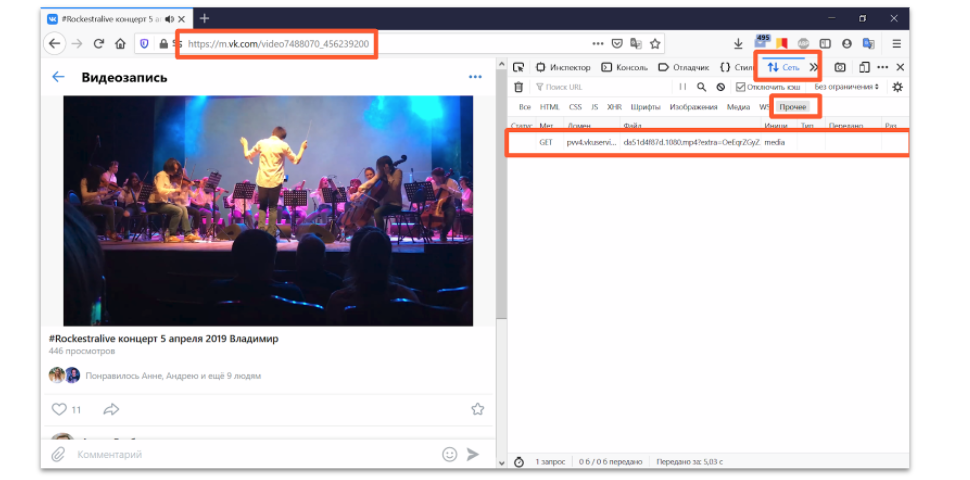 #Rockestralive концерт 5 ап
https://m.vk.com/video7488070_456239200
495
Видеозапись
#Rockestralive концерт 5 апреля 2019 Владимир
446 просмотров
Понравилось Анне, Андрею и ещё 9 людям
11
Комментарий
Инспектор Консоль Отладчик Стил Сеть
Поиск URL Отключить кэш Без ограничения
Все HTML CSS JS XHR Шрифты Изображения Медиа WS Прочее
Статус Мет Домен Файл Иници Тип Передано Раз
GET pvv4.vkuservi... da51d4f87d.1080.mp4?extra=OeEqrZGyZ media
1 запрос 0 б / 0 б передано Передано за: 5,03 с